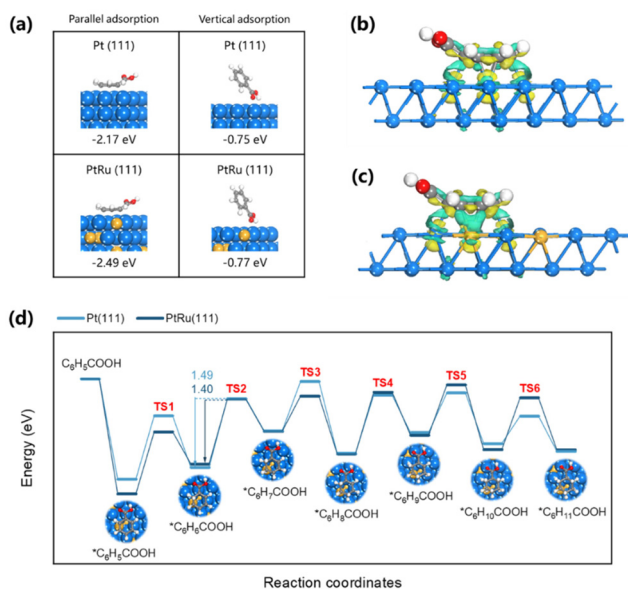 (a)
Parallel adsorption Vertical adsorption
Pt (111) Pt (111)
-2.17 eV -0.75 eV
PtRu (111) PtRu (111)
-2.49 eV -0.77 eV
(b)
(c)
(d)
Pt(111) PtRu(111)
C₆H₅COOH
1.49
1.40
TS1 TS2 TS3 TS4 TS5 TS6
*C₆H₅COOH *C₆H₆COOH *C₆H₇COOH *C₆H₈COOH *C₆H₉COOH *C₆H₁₀COOH *C₆H₁₁COOH
Energy (eV)
Reaction coordinates